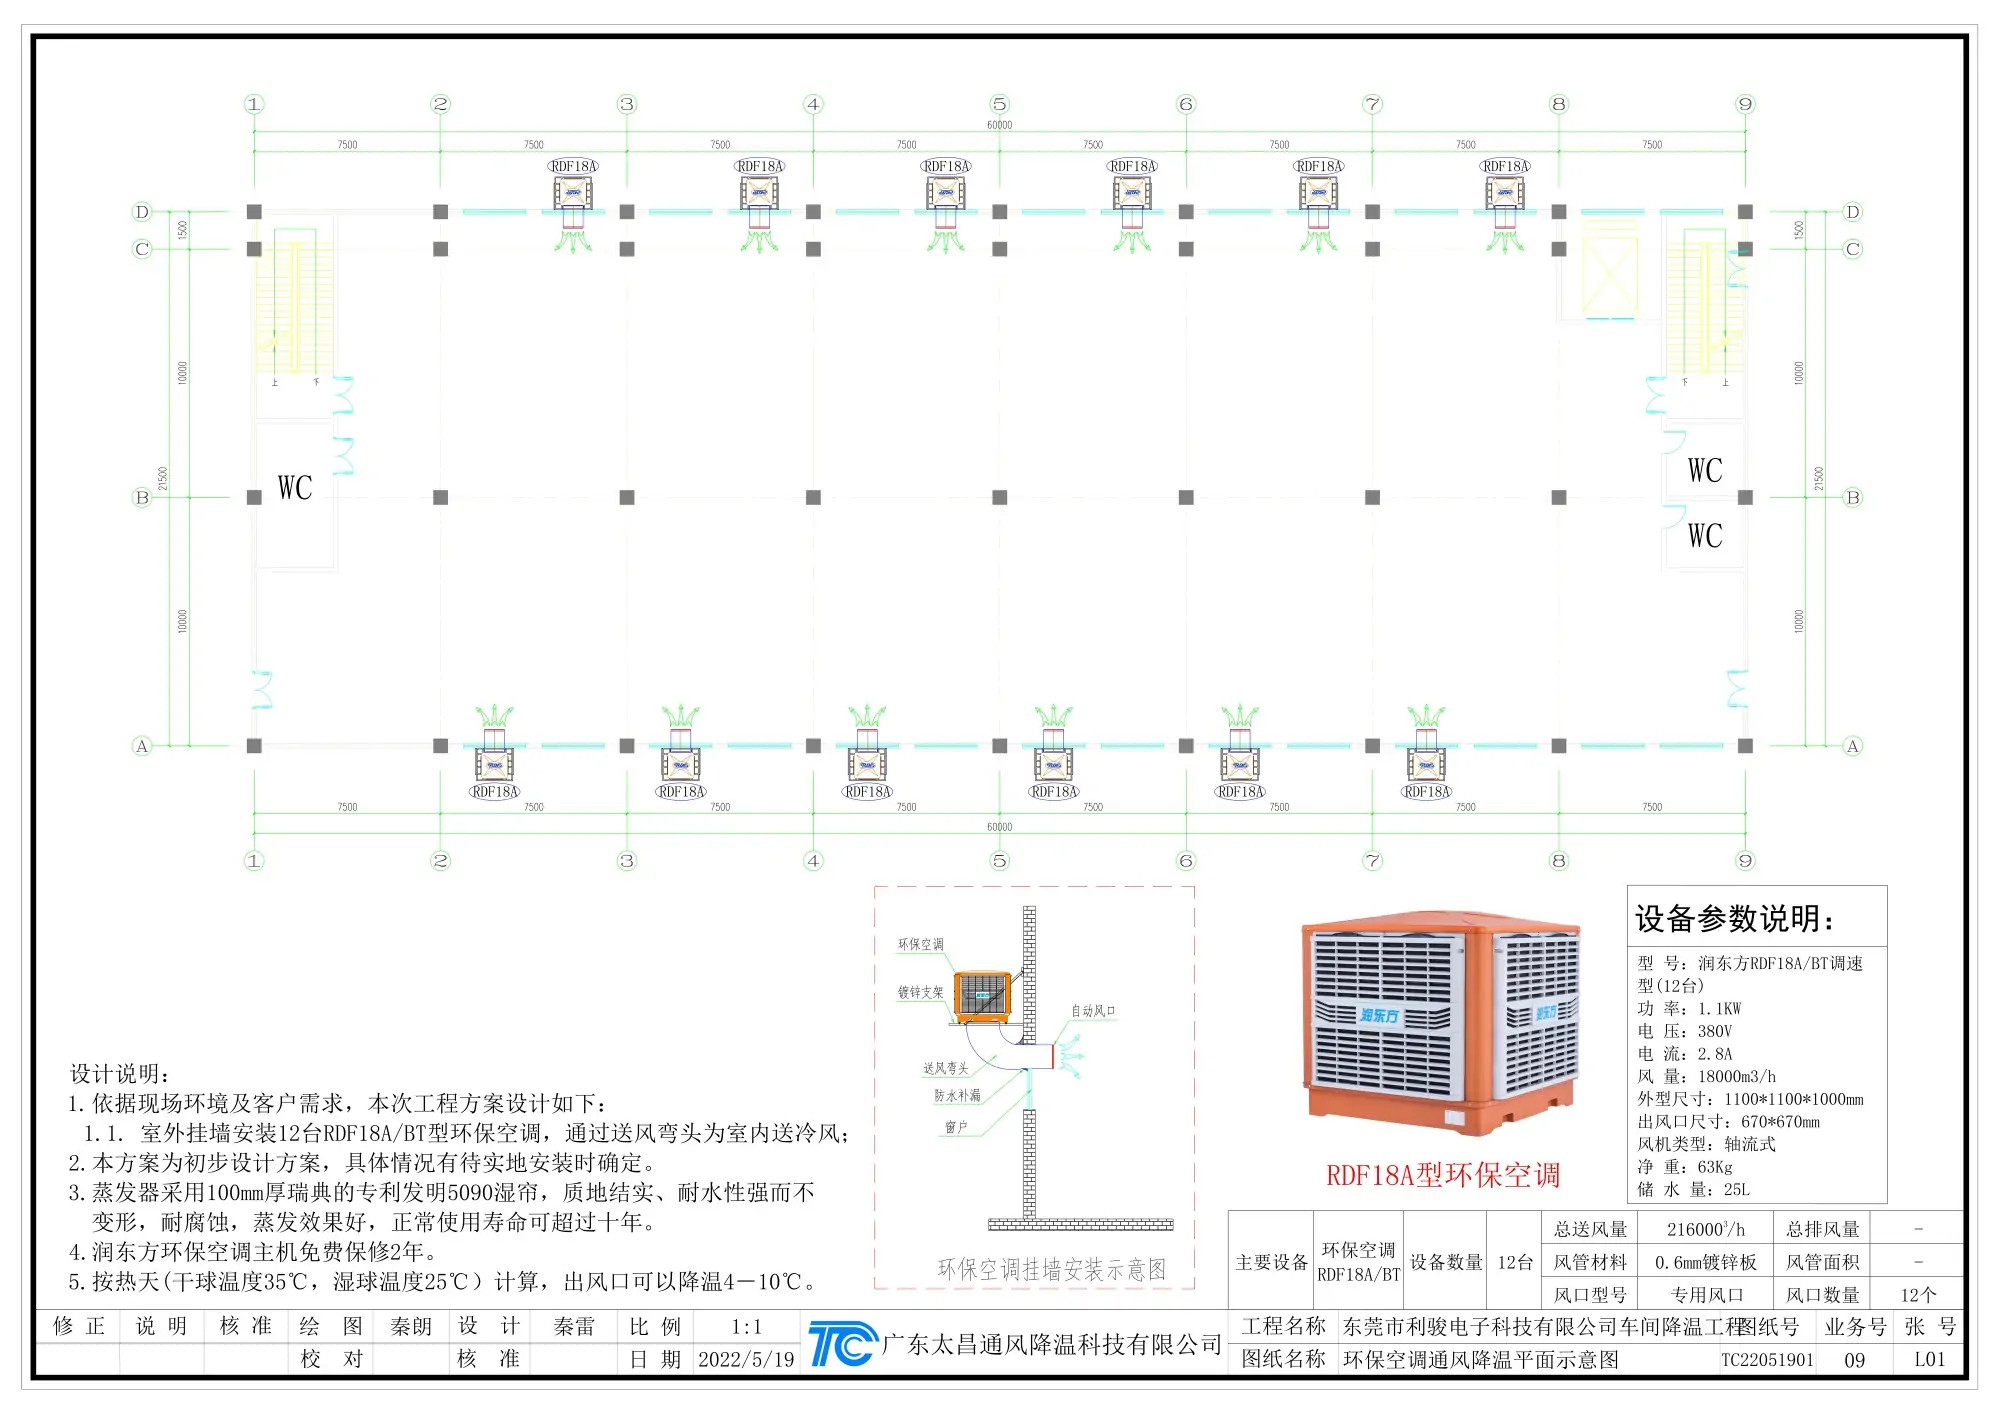 1 2 3 4 5 6 7 8 9
60000
7500 7500 7500 7500 7500 7500 7500 7500
RDF18A RDF18A RDF18A RDF18A RDF18A RDF18A
D D
1500 1500
C C
10000 10000
上 下 下 上
21500 21500
WC WC
B B
WC
10000 10000
A A
RDF18A RDF18A RDF18A RDF18A RDF18A RDF18A
7500 7500 7500 7500 7500 7500 7500 7500
60000
1 2 3 4 5 6 7 8 9
环保空调
镀锌支架
自动风口
送风弯头
防水补漏
窗户
环保空调挂墙安装示意图
润东方 润东方
RDF18A型环保空调
设备参数说明：
型 号：润东方RDF18A/BT调速
型(12台)
功 率：1.1KW
电 压：380V
电 流：2.8A
风 量：18000m3/h
外型尺寸：1100*1100*1000mm
出风口尺寸：670*670mm
风机类型：轴流式
净 重：63Kg
储 水 量：25L
设计说明：
1.依据现场环境及客户需求，本次工程方案设计如下：
1.1. 室外挂墙安装12台RDF18A/BT型环保空调，通过送风弯头为室内送冷风；
2.本方案为初步设计方案，具体情况有待实地安装时确定。
3.蒸发器采用100mm厚瑞典的专利发明5090湿帘，质地结实、耐水性强而不
变形，耐腐蚀，蒸发效果好，正常使用寿命可超过十年。
4.润东方环保空调主机免费保修2年。
5.按热天(干球温度35℃，湿球温度25℃）计算，出风口可以降温4－10℃。
主要设备 环保空调 设备数量 12台
RDF18A/BT
总送风量 216000³/h 总排风量 -
风管材料 0.6mm镀锌板 风管面积 -
风口型号 专用风口 风口数量 12个
修 正 说 明 核 准 绘 图 秦朗 设 计 秦雷 比 例 1:1
校 对 核 准 日 期 2022/5/19
TC 广东太昌通风降温科技有限公司
工程名称 东莞市利骏电子科技有限公司车间降温工程 图纸号 业务号 张 号
图纸名称 环保空调通风降温平面示意图 TC22051901 09 L01